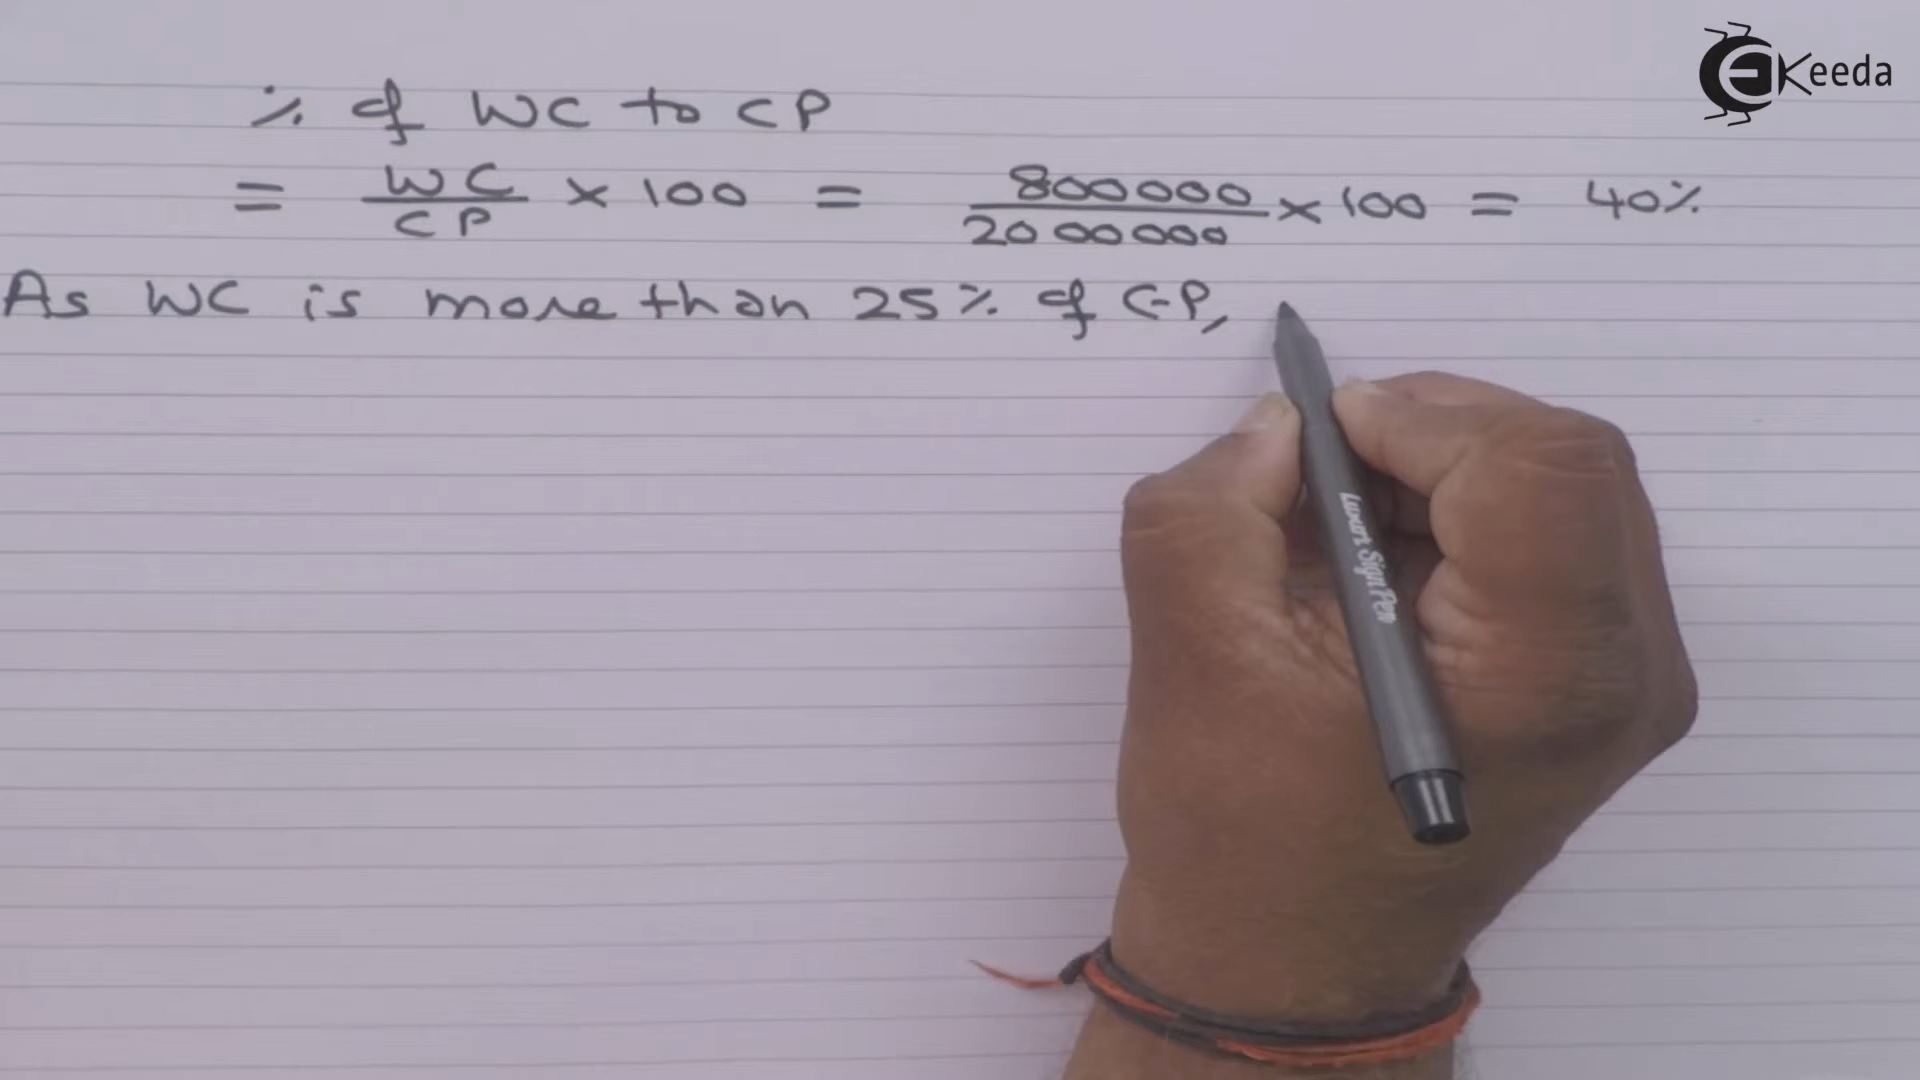 Keeda
% of WC to CP
= WC/CP × 100 = 800000/2000000 × 100 = 40%
As WC is more than 25% of CP,
Luxor Sign Pen